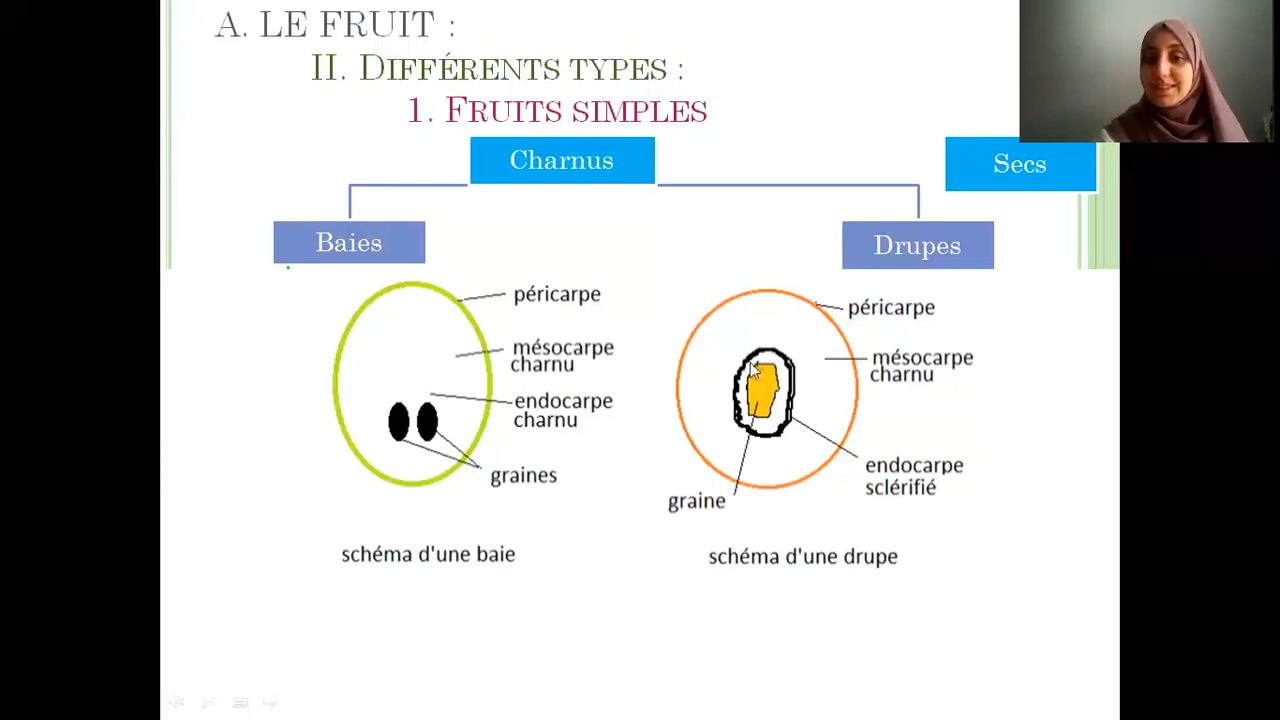 A. LE FRUIT :
II. DIFFÉRENTS TYPES :
1. FRUITS SIMPLES
Charnus
Secs
Baies
Drupes
péricarpe
mésocarpe
charnu
endocarpe
charnu
graines
schéma d'une baie
péricarpe
mésocarpe
charnu
endocarpe
sclérifié
graine
schéma d'une drupe